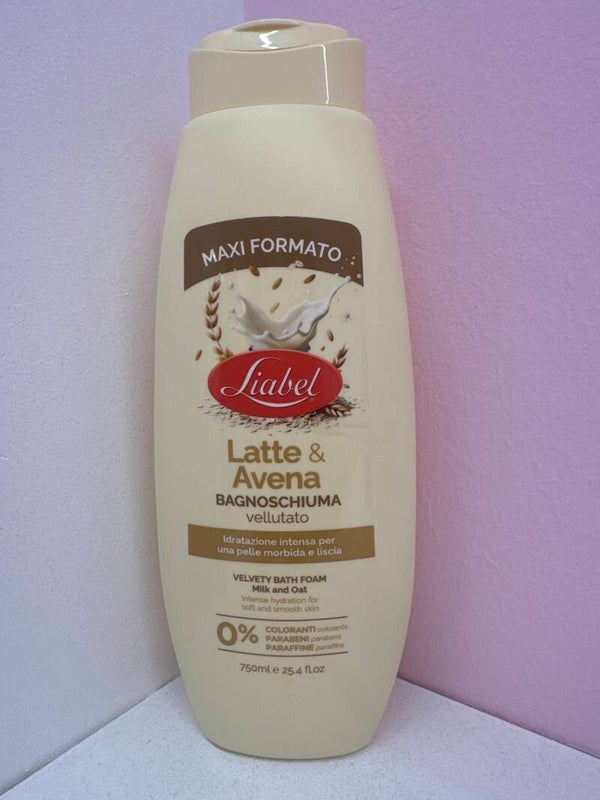 MAXI FORMATO
Liabel
Latte &
Avena
BAGNOSCHIUMA
vellutato
Idratazione intensa per
una pelle morbida e liscia
VELVETY BATH FOAM
Milk and Oat
Intense hydration for
soft and smooth skin
0% COLORANTI colorants
PARABENI parabens
PARAFFINE paraffins
750ml e 25.4 fl.oz